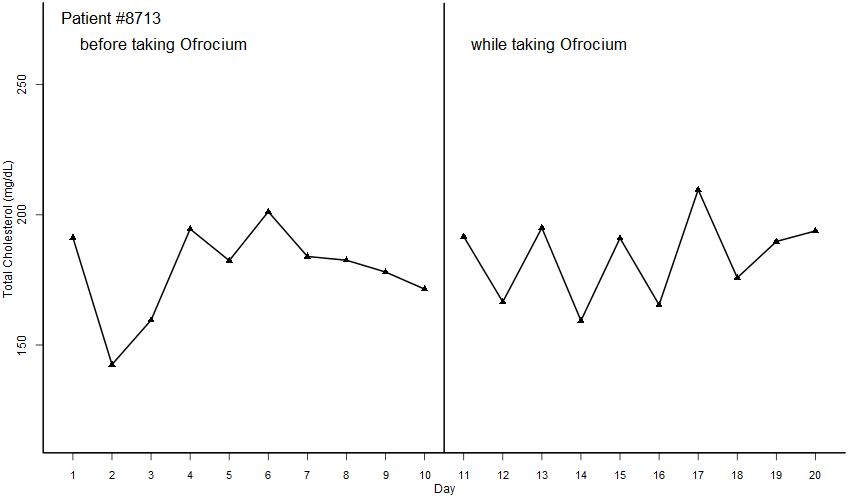 Patient #8713
before taking Ofrocium
while taking Ofrocium
Total Cholesterol (mg/dL)
250
200
150
1 2 3 4 5 6 7 8 9 10 11 12 13 14 15 16 17 18 19 20
Day